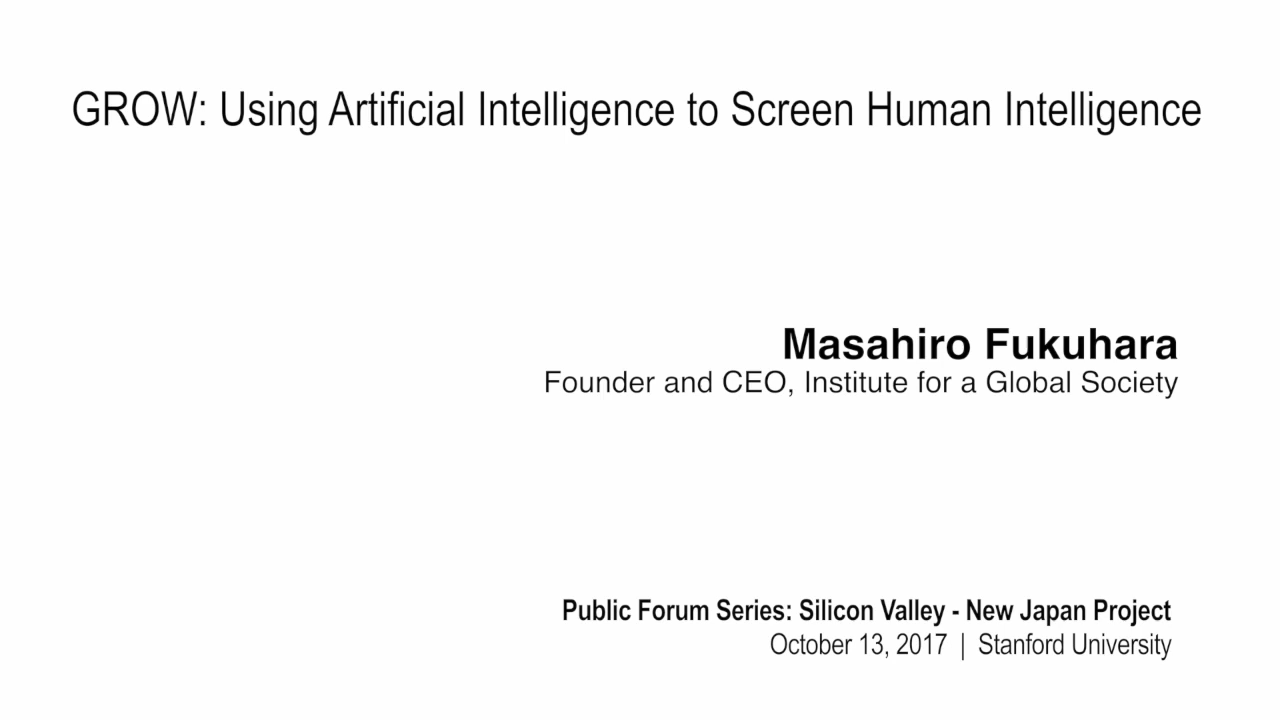 GROW: Using Artificial Intelligence to Screen Human Intelligence
Masahiro Fukuhara
Founder and CEO, Institute for a Global Society
Public Forum Series: Silicon Valley - New Japan Project
October 13, 2017 | Stanford University